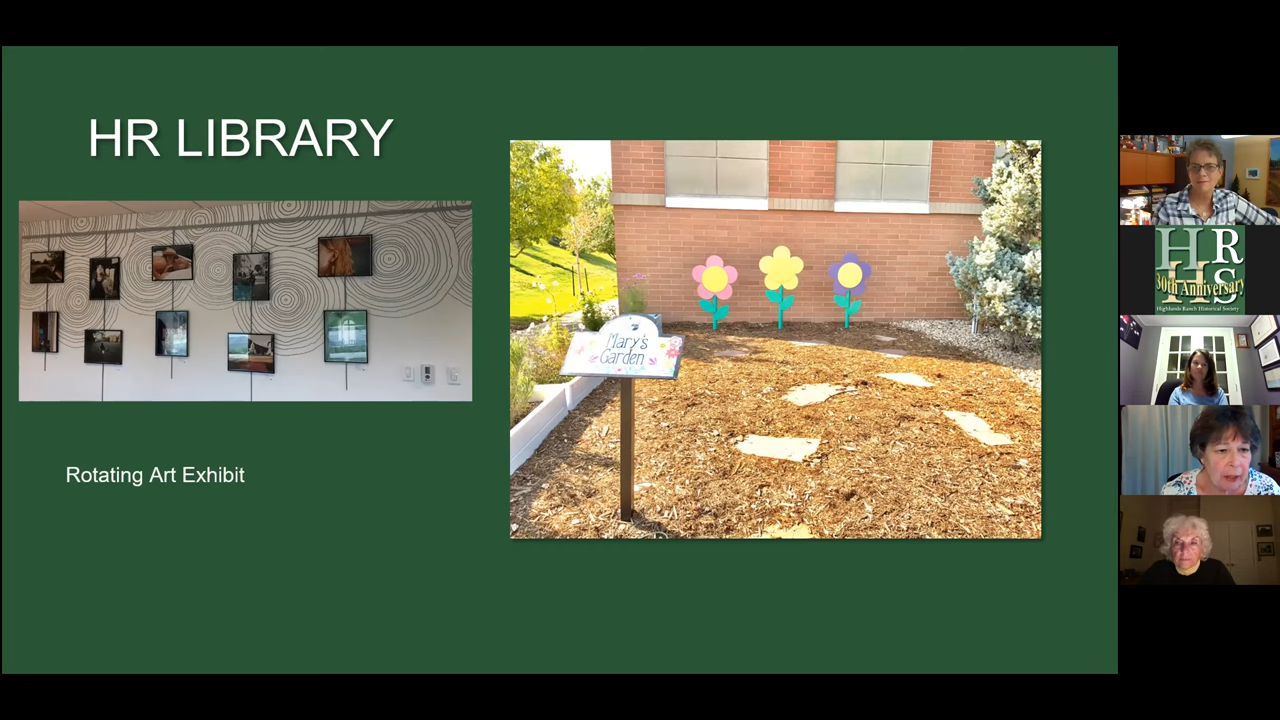 HR LIBRARY
Rotating Art Exhibit
Mary's
Garden
HRHS
30th Anniversary
Highlands Ranch Historical Society